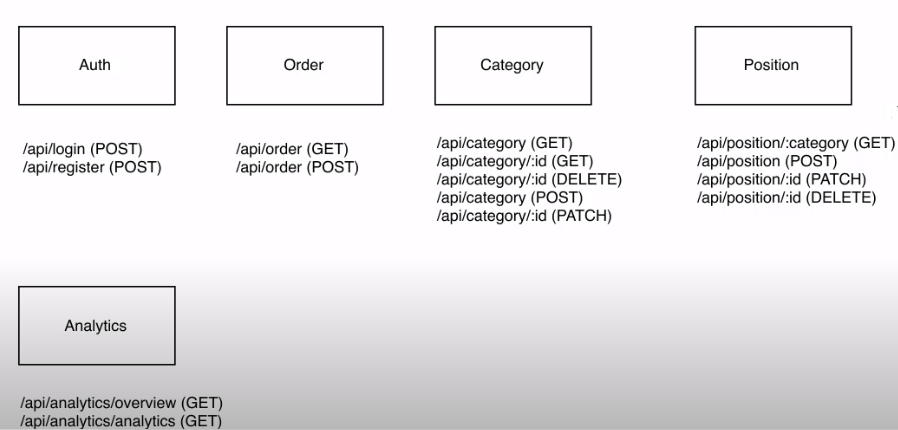 Auth
/api/login (POST)
/api/register (POST)
Order
/api/order (GET)
/api/order (POST)
Category
/api/category (GET)
/api/category/:id (GET)
/api/category/:id (DELETE)
/api/category (POST)
/api/category/:id (PATCH)
Position
/api/position/:category (GET)
/api/position (POST)
/api/position/:id (PATCH)
/api/position/:id (DELETE)
Analytics
/api/analytics/overview (GET)
/api/analytics/analytics (GET)